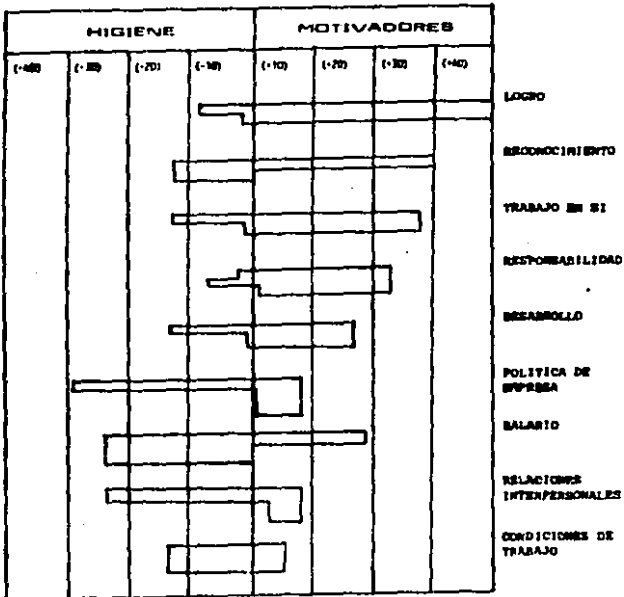 HIGIENE MOTIVADORES
(-40) (-30) (-20) (-10) (+10) (+20) (+30) (+40)
LOGRO
RECONOCIMIENTO
TRABAJO EN SI
RESPONSABILIDAD
DESARROLLO
POLITICA DE
EMPRESA
SALARIO
RELACIONES
INTERPERSONALES
CONDICIONES DE
TRABAJO